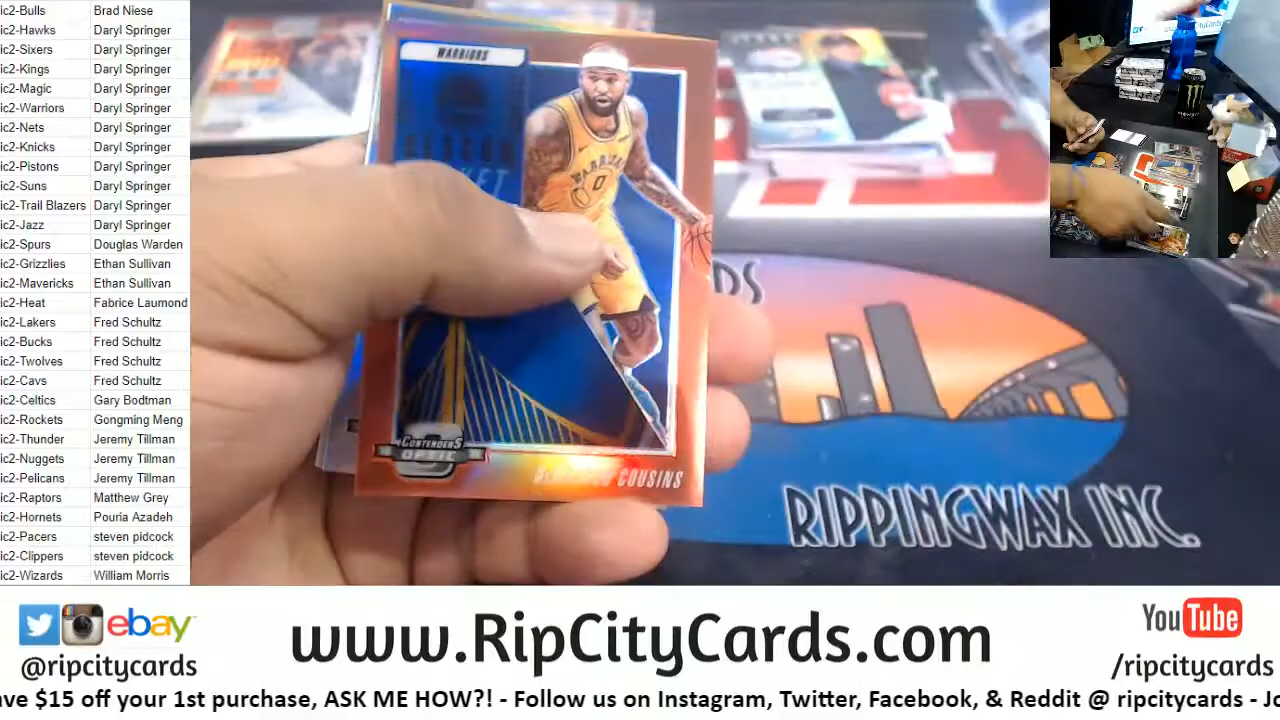 ic2-Bulls Brad Niese
ic2-Hawks Daryl Springer
ic2-Sixers Daryl Springer
ic2-Kings Daryl Springer
ic2-Magic Daryl Springer
ic2-Warriors Daryl Springer
ic2-Nets Daryl Springer
ic2-Knicks Daryl Springer
ic2-Pistons Daryl Springer
ic2-Suns Daryl Springer
ic2-Trail Blazers Daryl Springer
ic2-Jazz Daryl Springer
ic2-Spurs Douglas Warden
ic2-Grizzlies Ethan Sullivan
ic2-Mavericks Ethan Sullivan
ic2-Heat Fabrice Laumond
ic2-Lakers Fred Schultz
ic2-Bucks Fred Schultz
ic2-Twolves Fred Schultz
ic2-Cavs Fred Schultz
ic2-Celtics Gary Bodtman
ic2-Rockets Gongming Meng
ic2-Thunder Jeremy Tillman
ic2-Nuggets Jeremy Tillman
ic2-Pelicans Jeremy Tillman
ic2-Raptors Matthew Grey
ic2-Hornets Pouria Azadeh
ic2-Pacers steven pidcock
ic2-Clippers steven pidcock
ic2-Wizards William Morris
WARRIORS
WARRIORS
0
CONTENDERS
OPTIC
COUSINS
RDS
RIPPINGWAX INC.
CityCards
ebay
@ripcitycards
www.RipCityCards.com
YouTube
/ripcitycards
ave $15 off your 1st purchase, ASK ME HOW?! - Follow us on Instagram, Twitter, Facebook, & Reddit @ ripcitycards - Jo